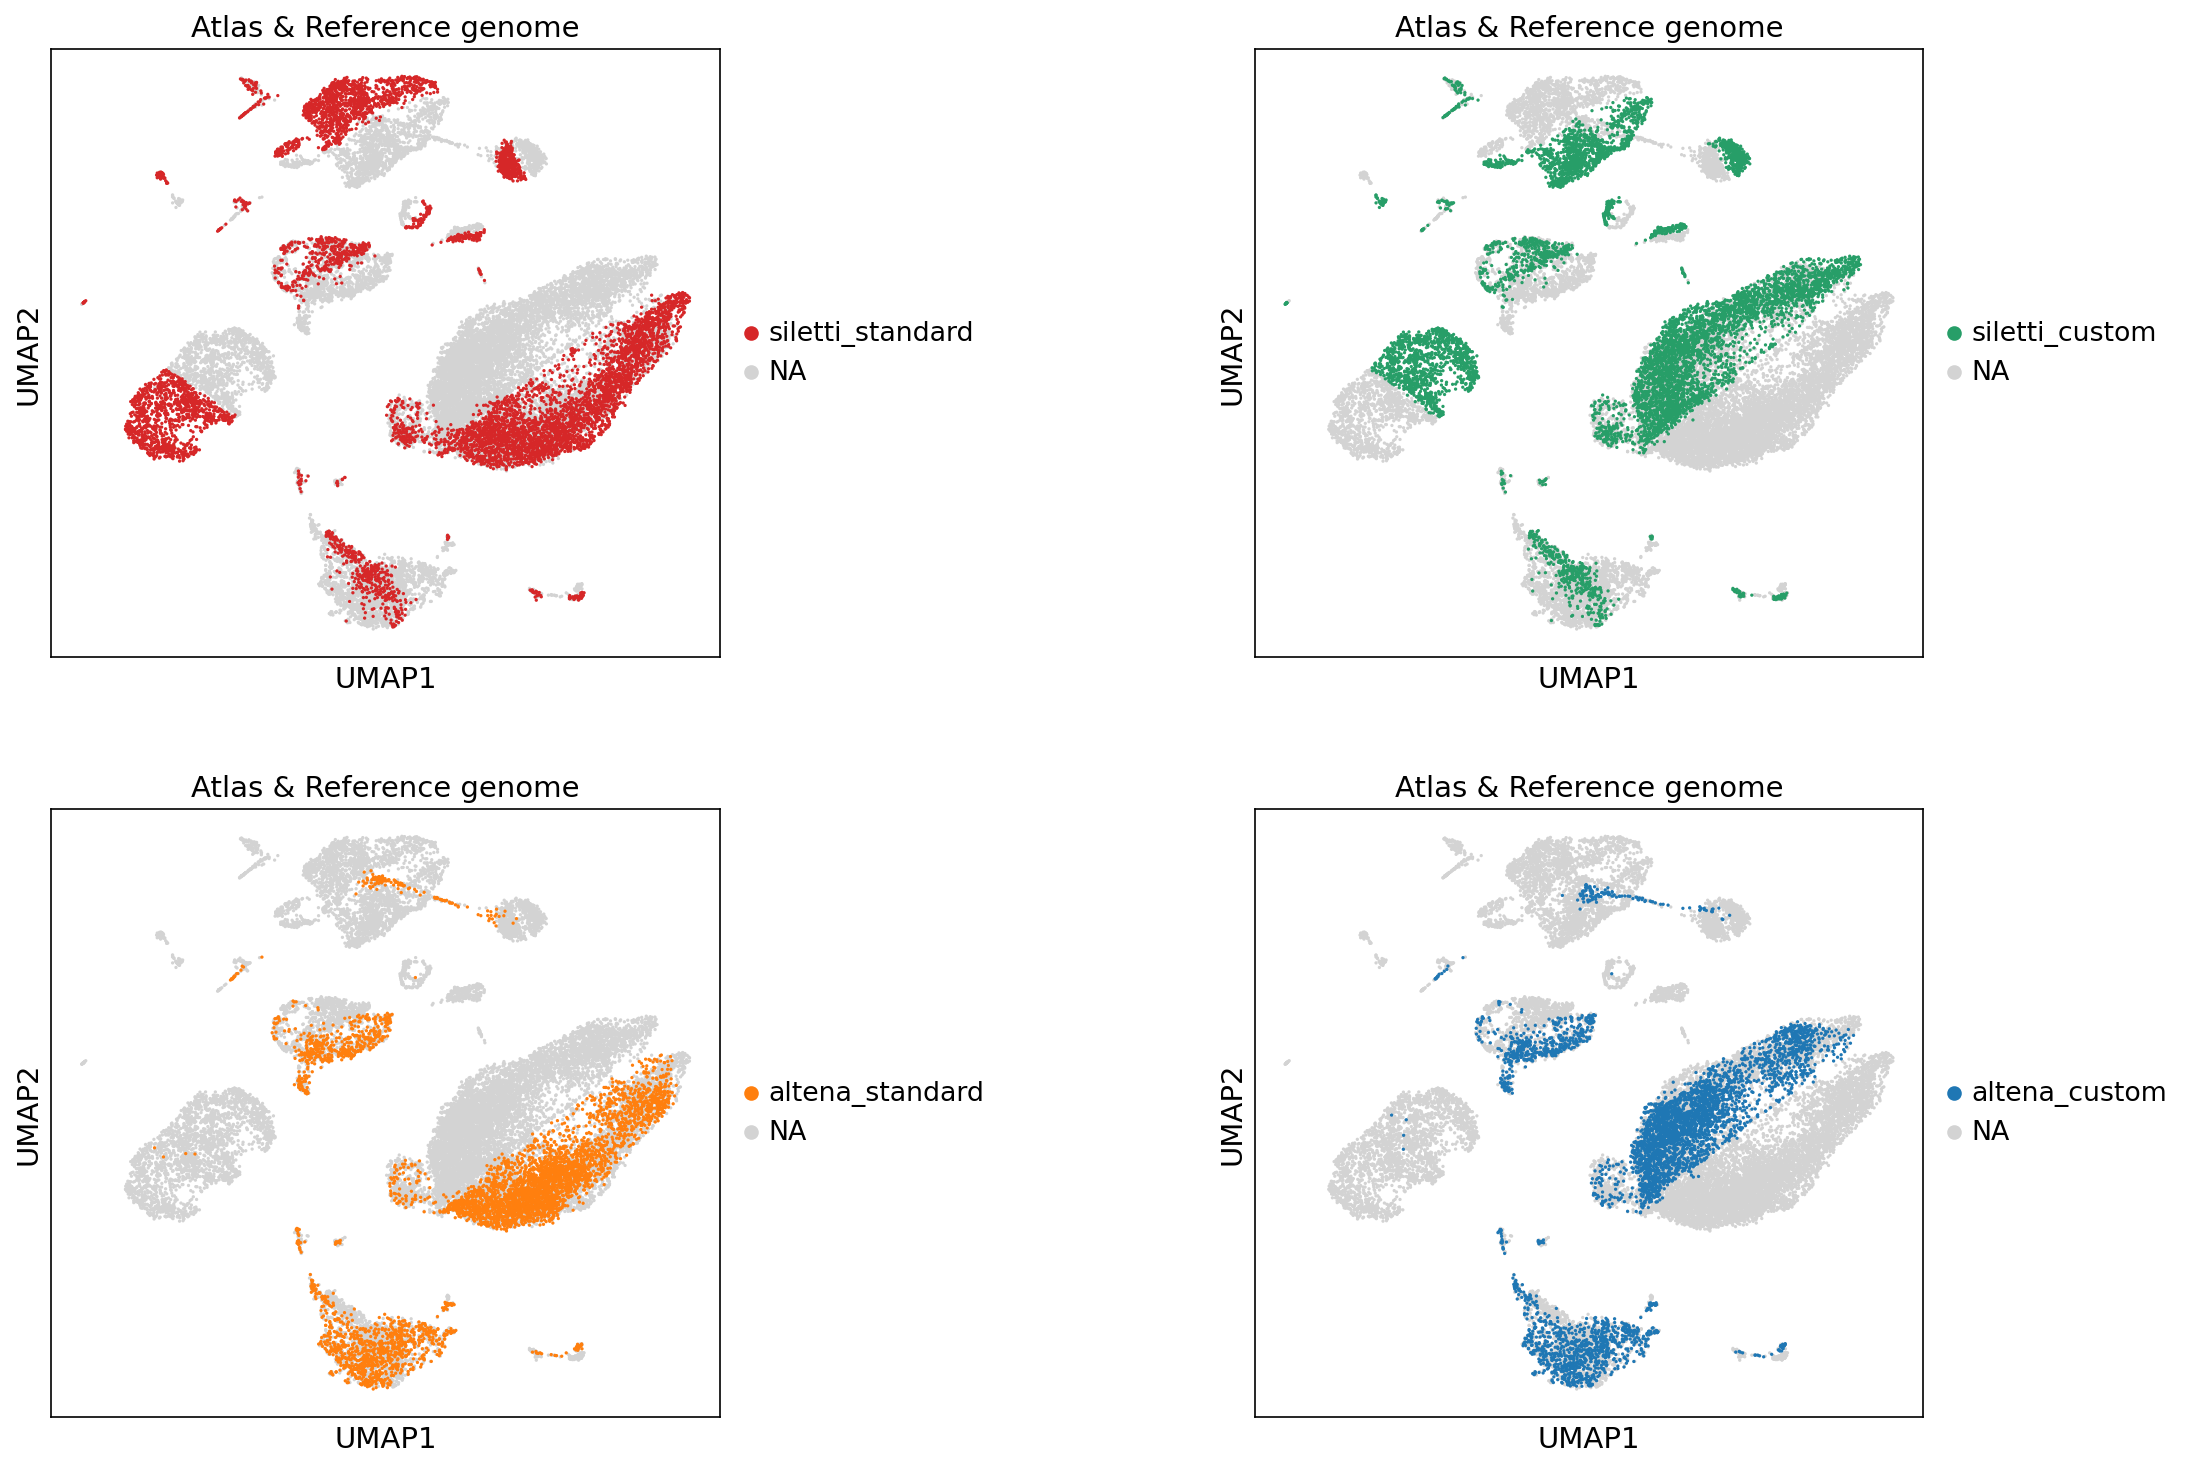 Atlas & Reference genome
UMAP2
UMAP1
siletti_standard
NA
Atlas & Reference genome
UMAP2
UMAP1
siletti_custom
NA
Atlas & Reference genome
UMAP2
UMAP1
altena_standard
NA
Atlas & Reference genome
UMAP2
UMAP1
altena_custom
NA